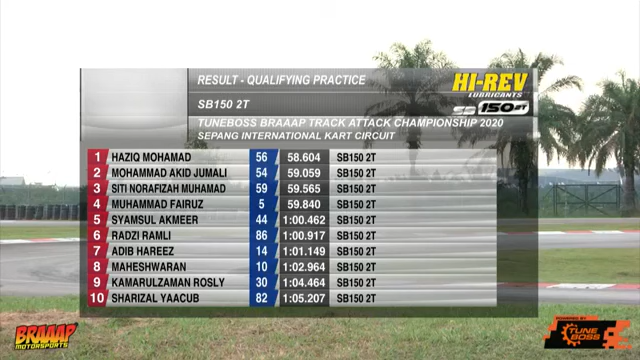 RESULT - QUALIFYING PRACTICE
HI-REV
LUBRICANTS
SB150 2T
SB 150 2T
TUNEBOSS BRAAAP TRACK ATTACK CHAMPIONSHIP 2020
SEPANG INTERNATIONAL KART CIRCUIT
1 HAZIQ MOHAMAD 56 58.604 SB150 2T
2 MOHAMMAD AKID JUMALI 54 59.059 SB150 2T
3 SITI NORAFIZAH MUHAMAD 59 59.565 SB150 2T
4 MUHAMMAD FAIRUZ 5 59.840 SB150 2T
5 SYAMSUL AKMEER 44 1:00.462 SB150 2T
6 RADZI RAMLI 86 1:00.917 SB150 2T
7 ADIB HAREEZ 14 1:01.149 SB150 2T
8 MAHESHWARAN 10 1:02.964 SB150 2T
9 KAMARULZAMAN ROSLY 30 1:04.464 SB150 2T
10 SHARIZAL YAACUB 82 1:05.207 SB150 2T
BRAAAP
MOTORSPORTS
POWERED BY
TUNE
BOSS